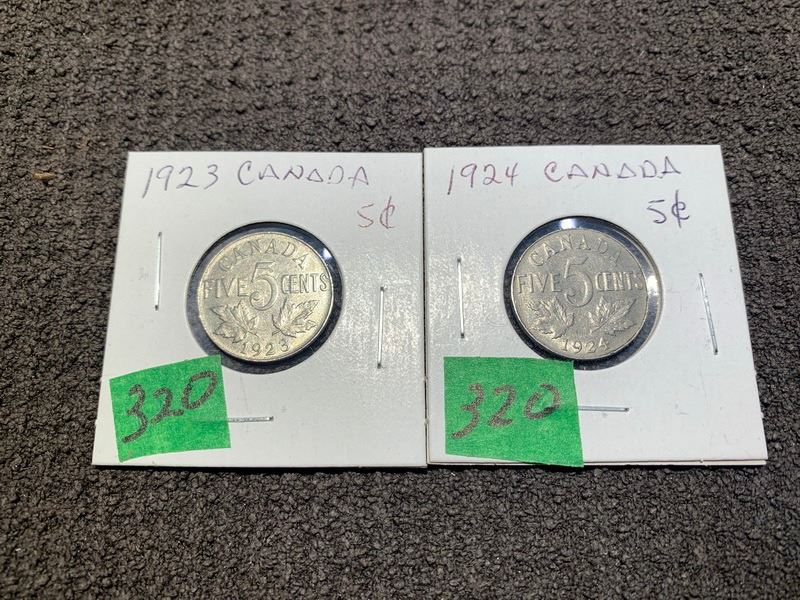 1923 CANADA
5¢
CANADA
FIVE 5 CENTS
1923
320
1924 CANADA
5¢
CANADA
FIVE 5 CENTS
1924
320